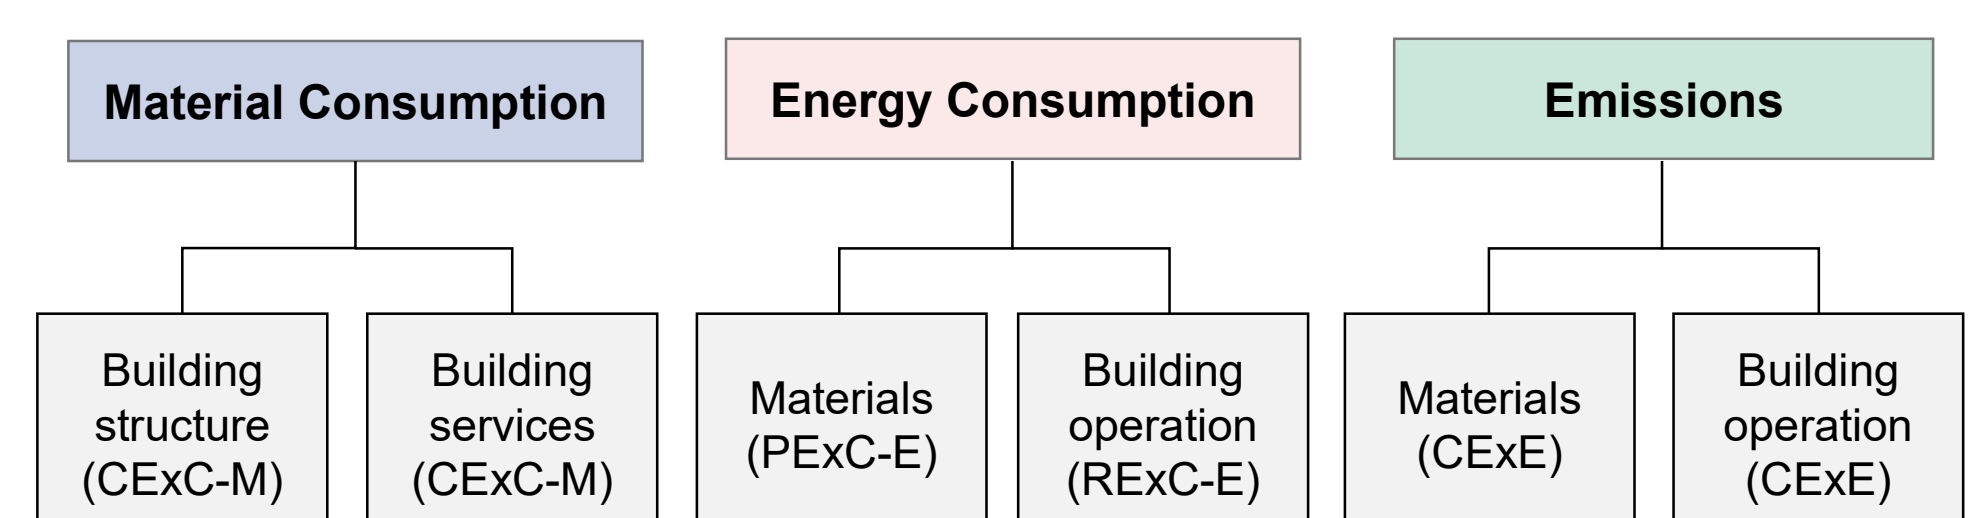 Material Consumption
Energy Consumption
Emissions
Building
structure
(CExC-M)
Building
services
(CExC-M)
Materials
(PExC-E)
Building
operation
(RExC-E)
Materials
(CExE)
Building
operation
(CExE)